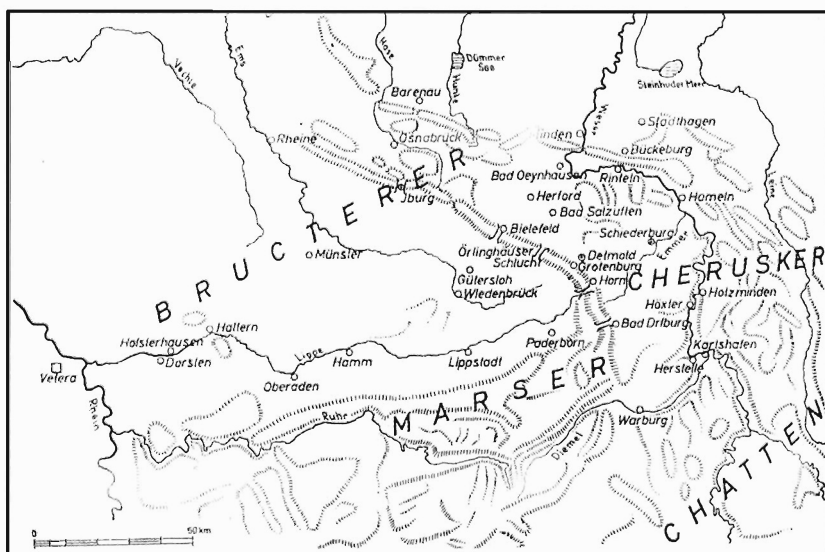 Vechte
Ems
Hase
Hunte
Dümmer
See
Weser
Steinhuder Meer
Leine
Barenau
Stadthagen
Rheine
Osnabrück
Minden
Bückeburg
Bad Oeynhausen
Rinteln
Iburg
Herford
Hameln
Bad Salzuflen
Bielefeld
Schiederburg
Münster
Örlinghauser
Schlucht
Detmold
Grotenburg
Emmer
BRUCTERER
Gütersloh
Horn
CHERUSKER
Wiedenbrück
Höxter
Holzminden
Haltern
Holsterhausen
Dorsten
Lippe
Hamm
Lippstadt
Paderborn
Bad Driburg
Karlshafen
Vetera
Oberaden
Herstelle
Rhein
Ruhr
MARSER
Warburg
Diemel
CHATTEN
0
50 km